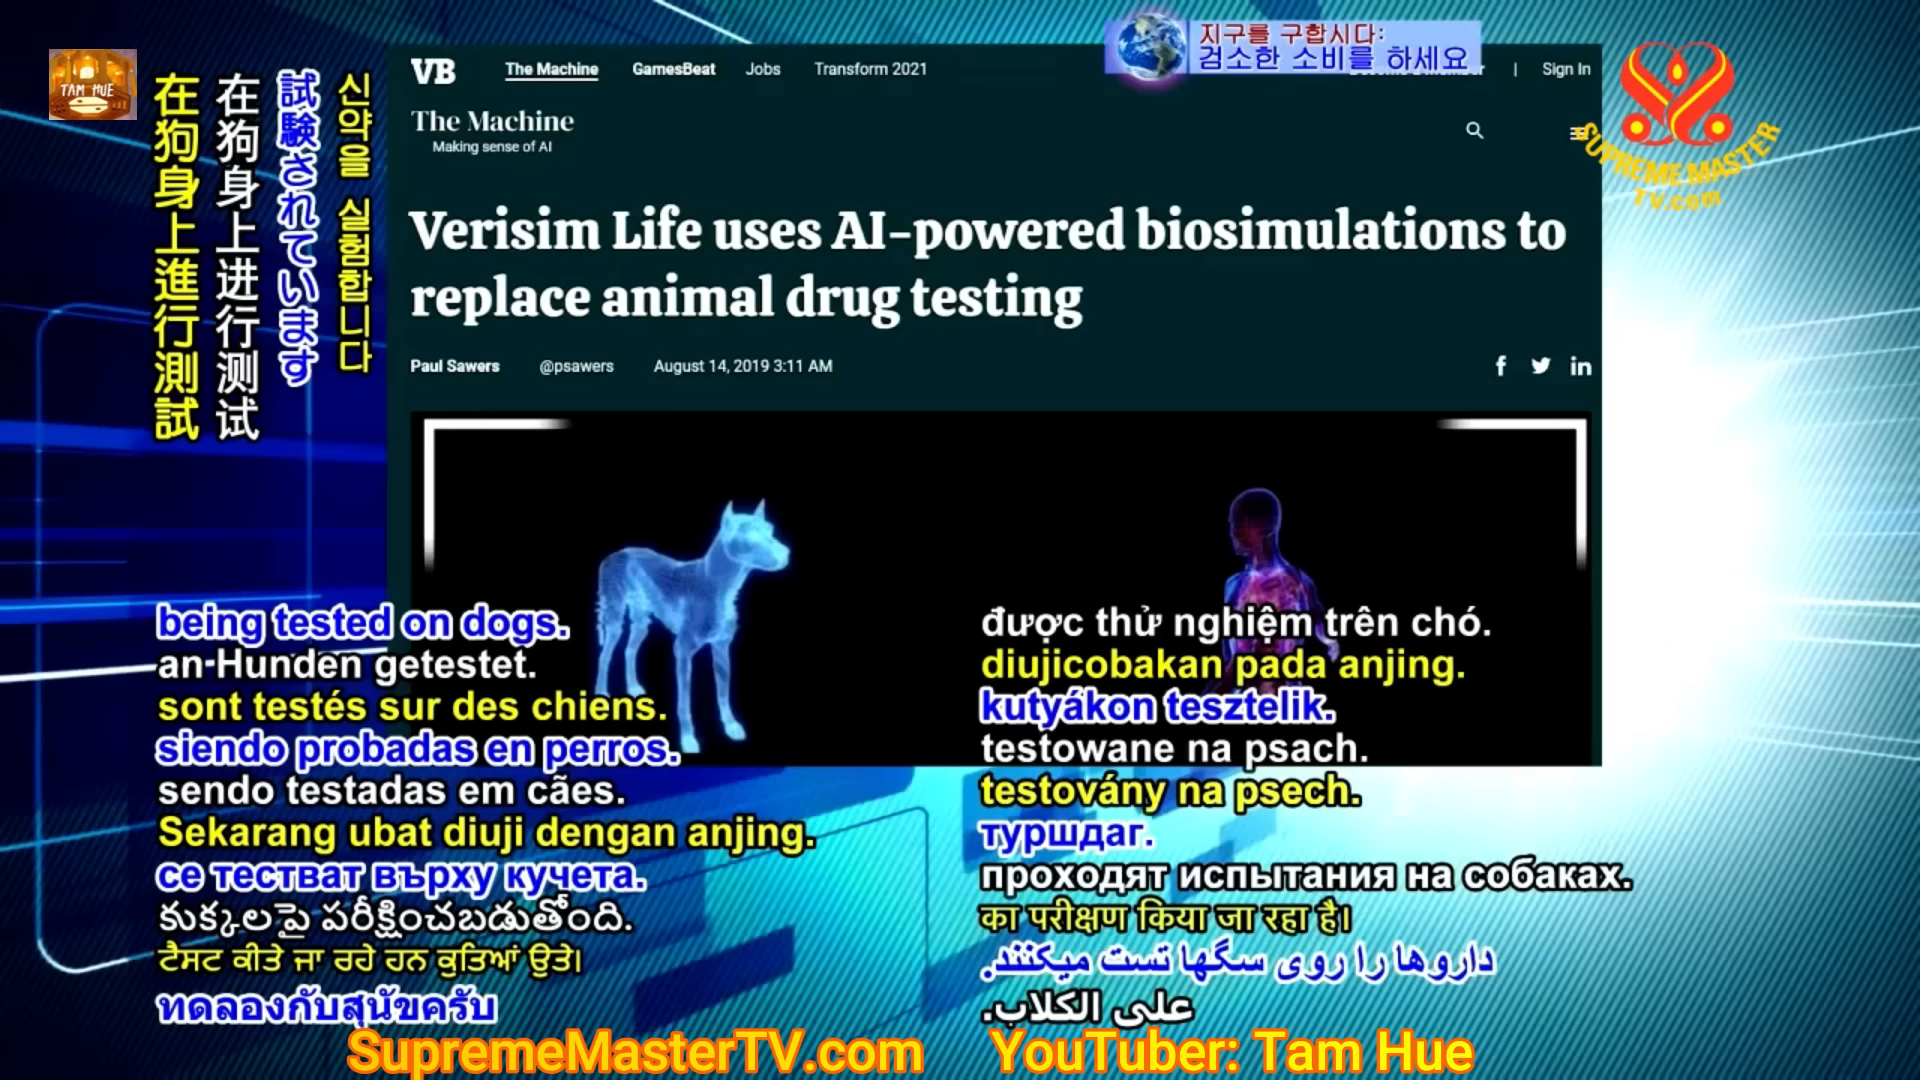 TAM HUE
在狗身上進行測試
在狗身上进行测试
試験されています
신약을 실험합니다
지구를 구합시다:
검소한 소비를 하세요
SUPREME MASTER
TV.com
VB
The Machine GamesBeat Jobs Transform 2021
| Sign In
The Machine
Making sense of AI
Verisim Life uses AI-powered biosimulations to
replace animal drug testing
Paul Sawers @psawers August 14, 2019 3:11 AM
being tested on dogs.
an Hunden getestet.
sont testés sur des chiens.
siendo probadas en perros.
sendo testadas em cães.
Sekarang ubat diuji dengan anjing.
се тестват върху кучета.
కుక్కలపై పరీక్షించబడుతోంది.
ਟੈਸਟ ਕੀਤੇ ਜਾ ਰਹੇ ਹਨ ਕੁਤਿਆਂ ਉਤੇ।
ทดลองกับสุนัขครับ
được thử nghiệm trên chó.
diujicobakan pada anjing.
kutyákon tesztelik.
testowane na psach.
testovány na psech.
туршдаг.
проходят испытания на собаках.
का परीक्षण किया जा रहा है।
داروها را روی سگها تست میکنند.
على الكلاب.
SupremeMasterTV.com YouTuber: Tam Hue